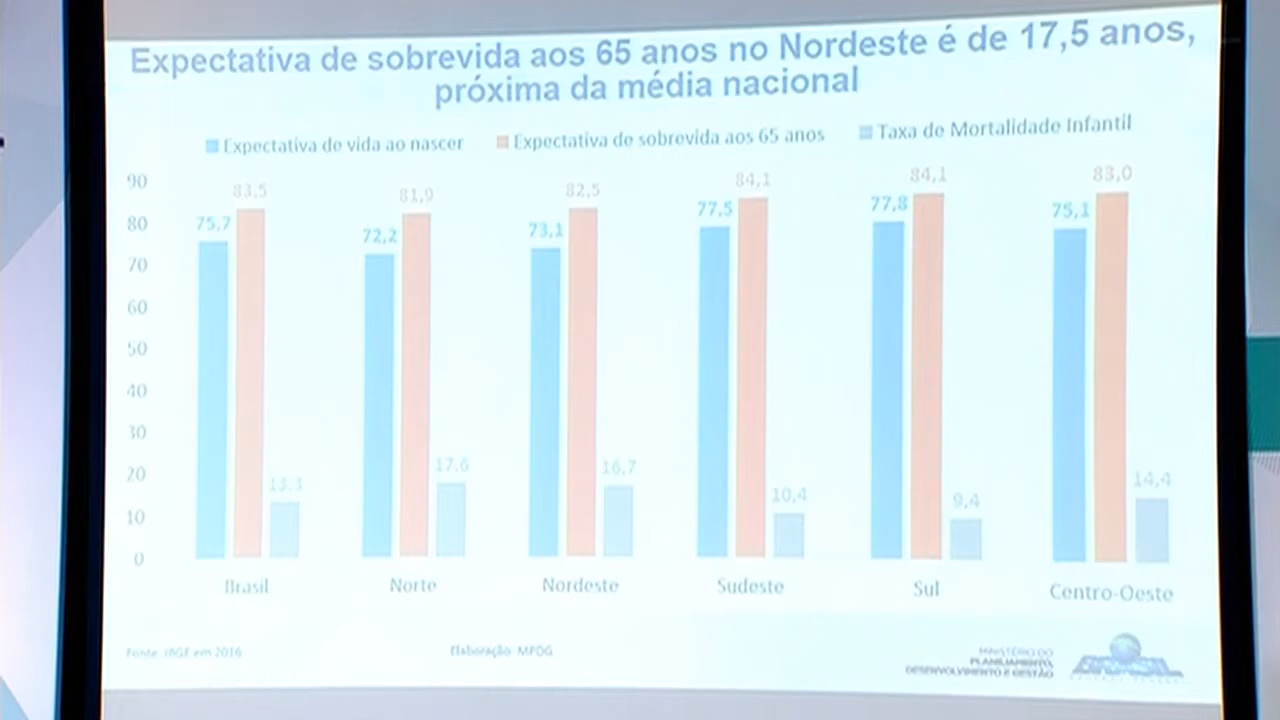 Expectativa de sobrevida aos 65 anos no Nordeste é de 17,5 anos,
próxima da média nacional
Expectativa de vida ao nascer Expectativa de sobrevida aos 65 anos Taxa de Mortalidade Infantil
90
80
70
60
50
40
30
20
10
0
75,7 83,5 13,3
72,2 81,9 17,6
73,1 82,5 16,7
77,5 84,1 10,4
77,8 84,1 9,4
75,1 83,0 14,4
Brasil Norte Nordeste Sudeste Sul Centro-Oeste
Fonte: IBGE em 2016 Elaboração: MPDG
MINISTÉRIO DO
PLANEJAMENTO,
DESENVOLVIMENTO E GESTÃO